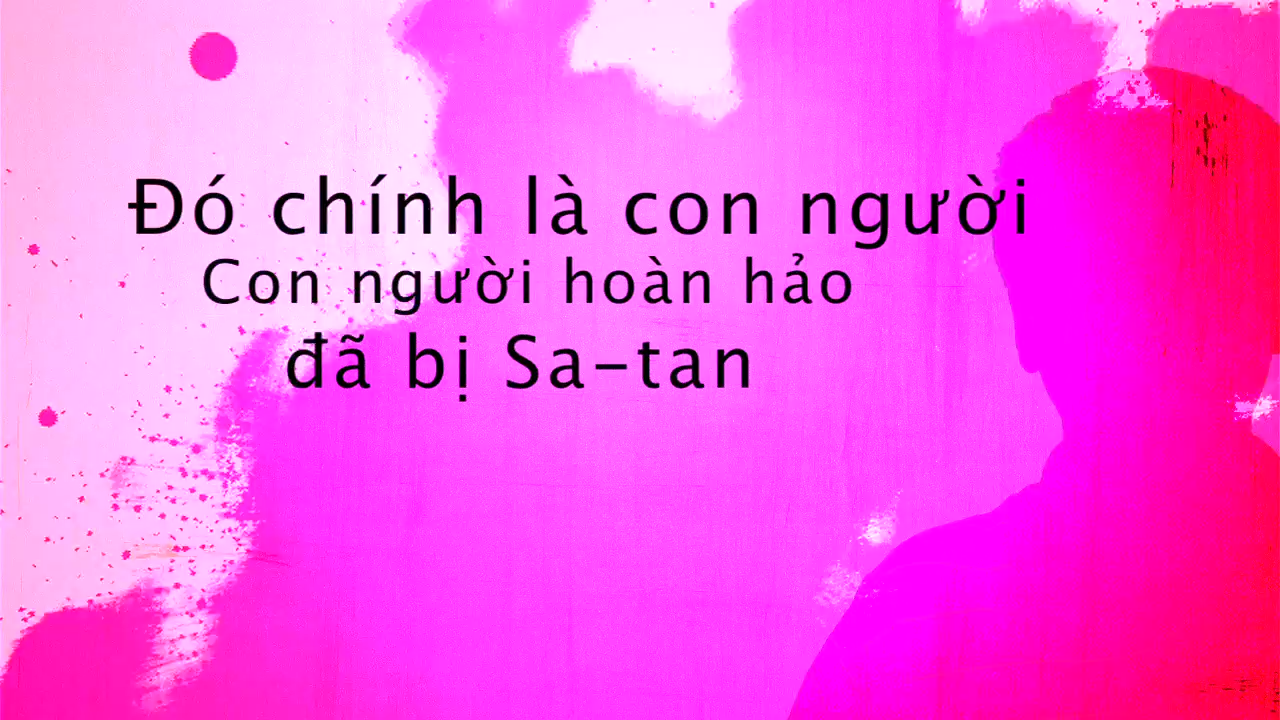 Đó chính là con người
Con người hoàn hảo
đã bị Sa-tan